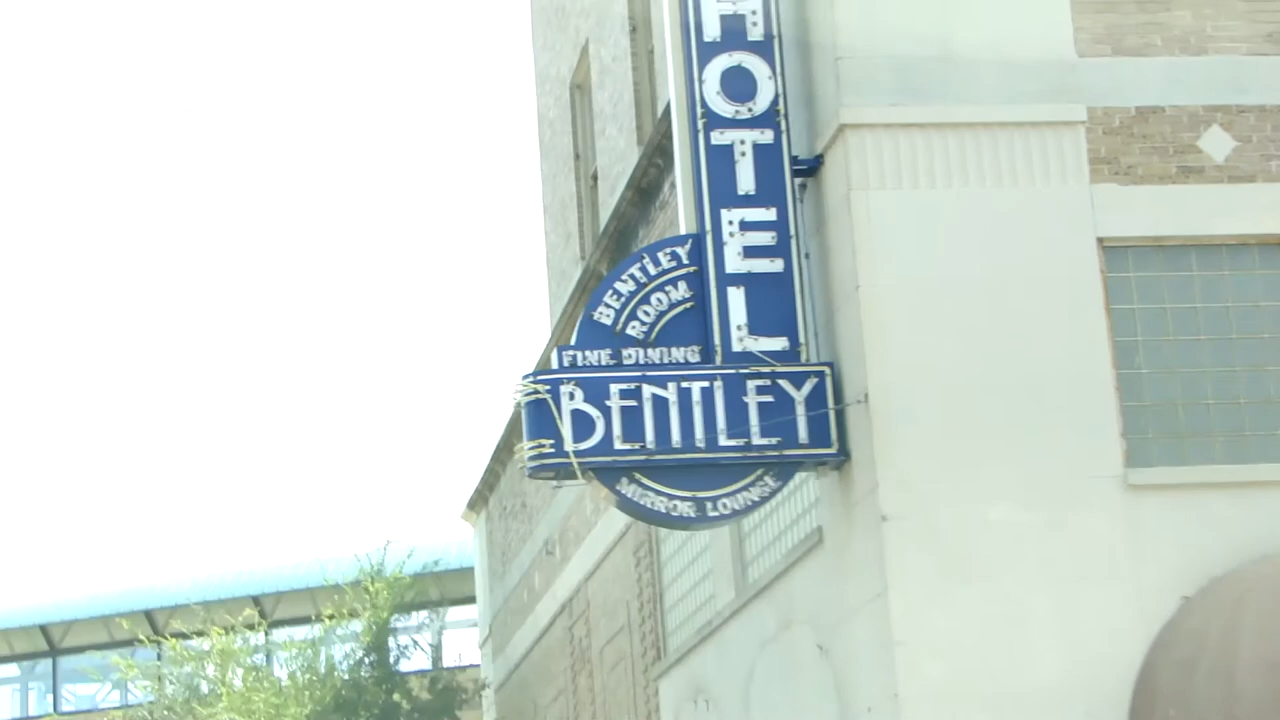 HOTEL
BENTLEY
ROOM
FINE DINING
BENTLEY
MIRROR LOUNGE